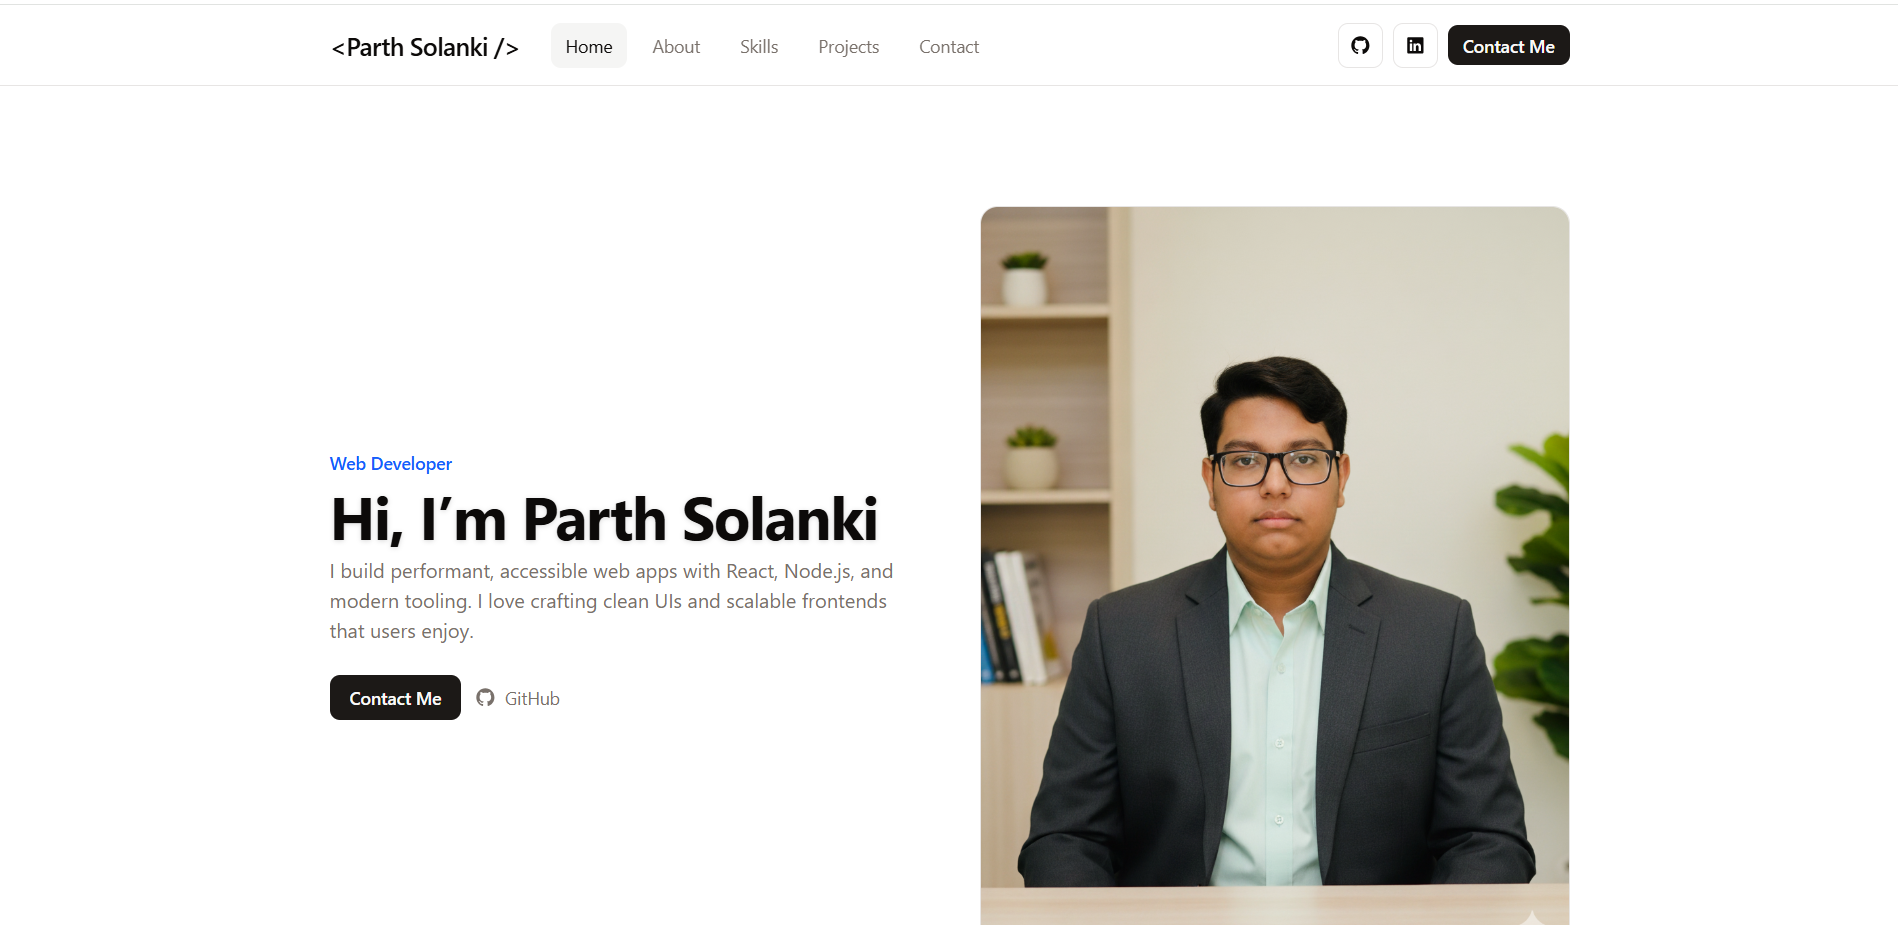 <Parth Solanki />
Home
About
Skills
Projects
Contact
Contact Me
Web Developer
Hi, I’m Parth Solanki
I build performant, accessible web apps with React, Node.js, and
modern tooling. I love crafting clean UIs and scalable frontends
that users enjoy.
Contact Me
GitHub